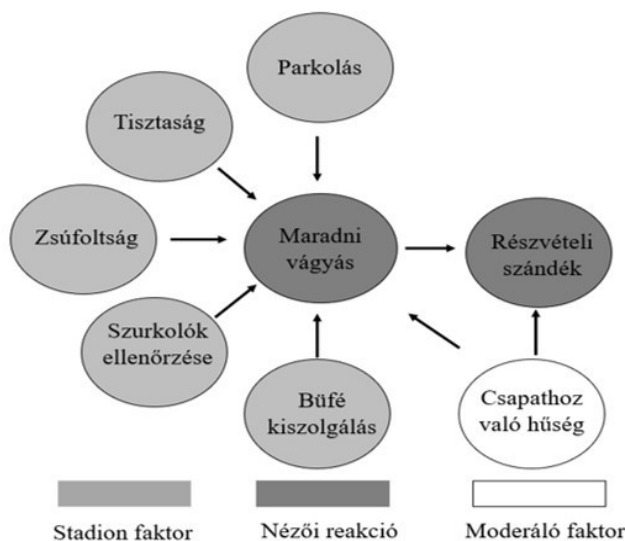 Parkolás
Tisztaság
Zsúfoltság
Maradni
vágyás
Részvételi
szándék
Szurkolók
ellenőrzése
Büfé
kiszolgálás
Csapathoz
való hűség
Stadion faktor
Nézői reakció
Moderáló faktor